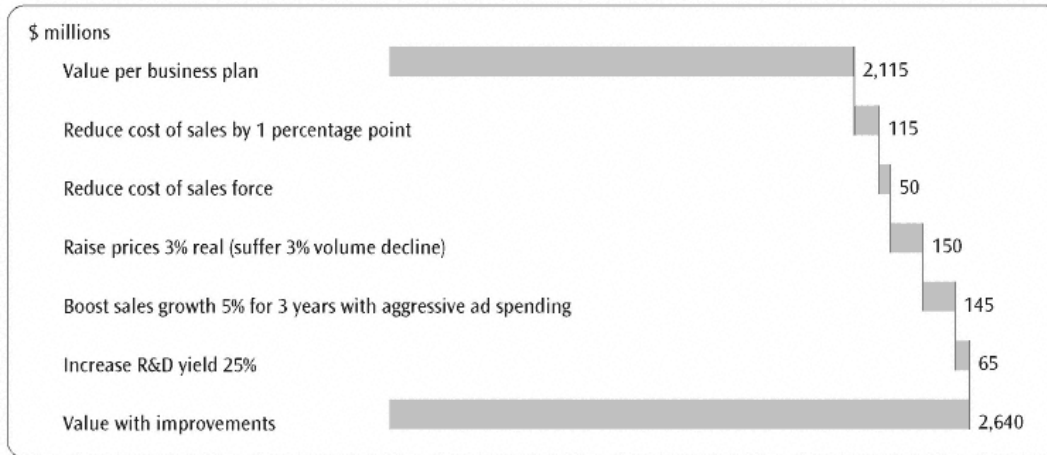 $ millions
Value per business plan 2,115
Reduce cost of sales by 1 percentage point 115
Reduce cost of sales force 50
Raise prices 3% real (suffer 3% volume decline) 150
Boost sales growth 5% for 3 years with aggressive ad spending 145
Increase R&D yield 25% 65
Value with improvements 2,640